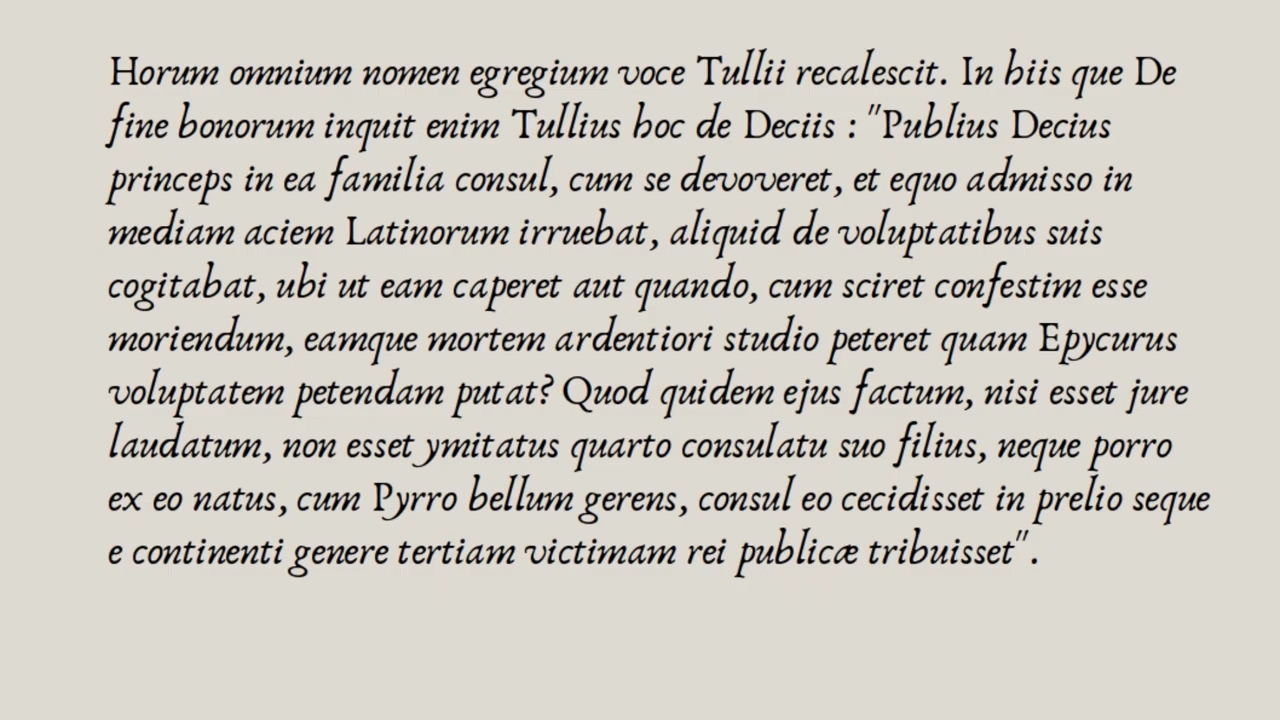 Horum omnium nomen egregium voce Tullii recalescit. In hiis que De
fine bonorum inquit enim Tullius hoc de Deciis : "Publius Decius
princeps in ea familia consul, cum se devoveret, et equo admisso in
mediam aciem Latinorum irruebat, aliquid de voluptatibus suis
cogitabat, ubi ut eam caperet aut quando, cum sciret confestim esse
moriendum, eamque mortem ardentiori studio peteret quam Epycurus
voluptatem petendam putat? Quod quidem ejus factum, nisi esset jure
laudatum, non esset ymitatus quarto consulatu suo filius, neque porro
ex eo natus, cum Pyrro bellum gerens, consul eo cecidisset in prelio seque
e continenti genere tertiam victimam rei publicæ tribuisset".